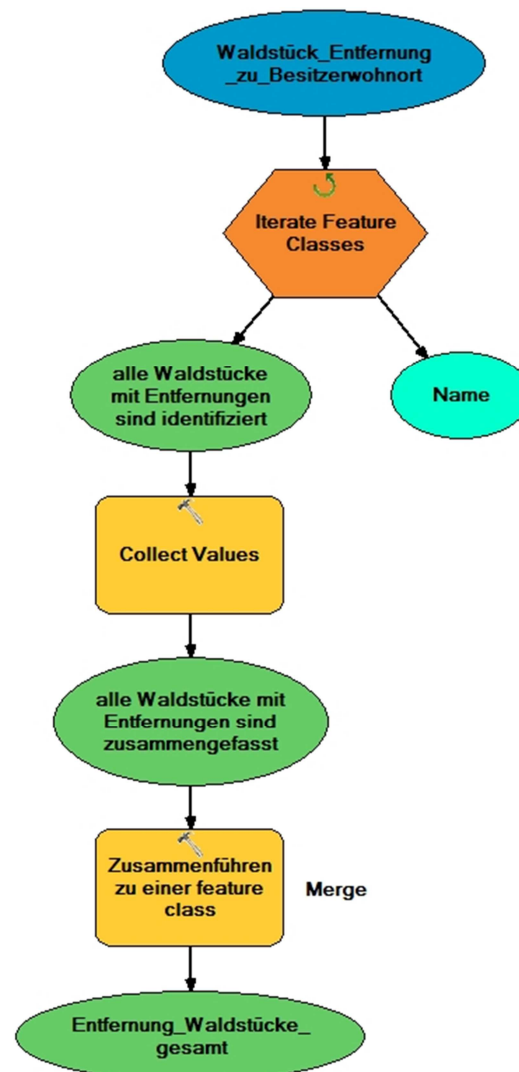 Waldstück_Entfernung
_zu_Besitzerwohnort
Iterate Feature
Classes
alle Waldstücke
mit Entfernungen
sind identifiziert
Name
Collect Values
alle Waldstücke mit
Entfernungen sind
zusammengefasst
Zusammenführen
zu einer feature
class
Merge
Entfernung_Waldstücke_
gesamt